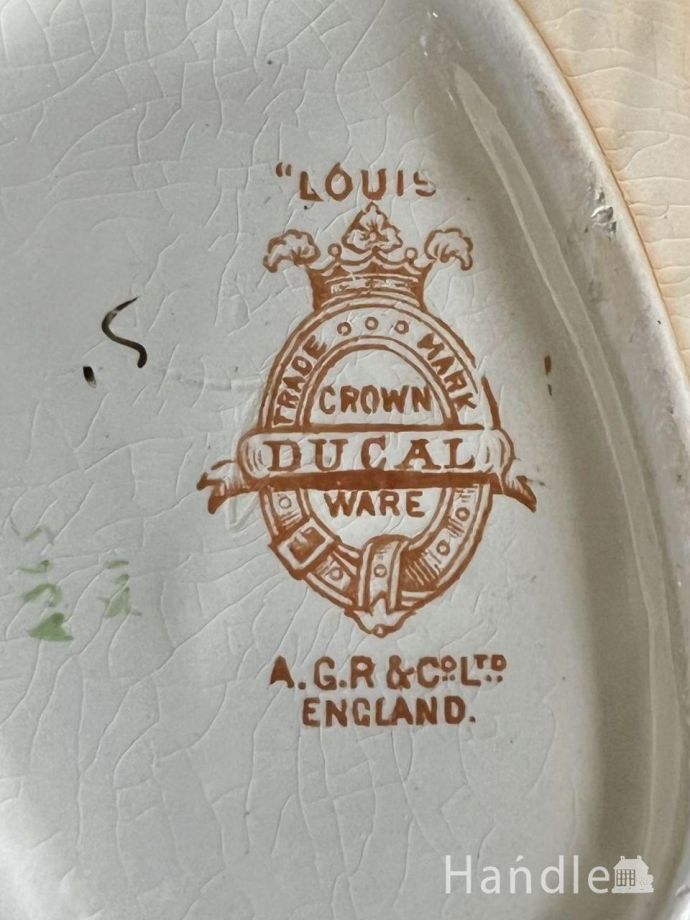 "LOUIS
TRADE MARK
CROWN
DUCAL
WARE
A.G.R & Co. LTD.
ENGLAND.
Handle